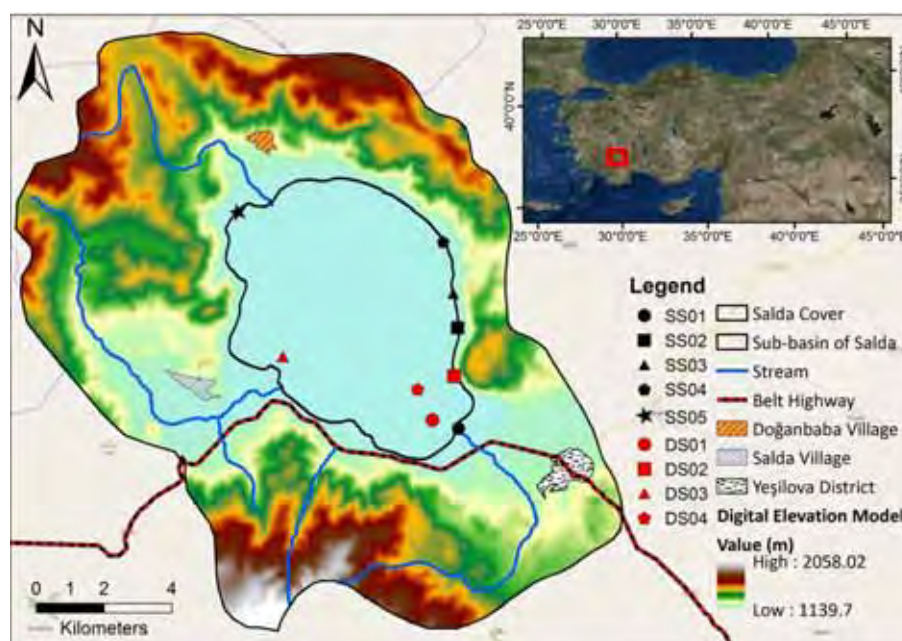 N
25°0'0"E 30°0'0"E 35°0'0"E 40°0'0"E 45°0'0"E
40°0'0"N
30°0'0"E 35°0'0"E 40°0'0"E 45°0'0"E
Legend
SS01
SS02
SS03
SS04
SS05
DS01
DS02
DS03
DS04
Salda Cover
Sub-basin of Salda
Stream
Belt Highway
Doğanbaba Village
Salda Village
Yeşilova District
Digital Elevation Model
Value (m)
High : 2058.02
Low : 1139.7
0 1 2 4
Kilometers